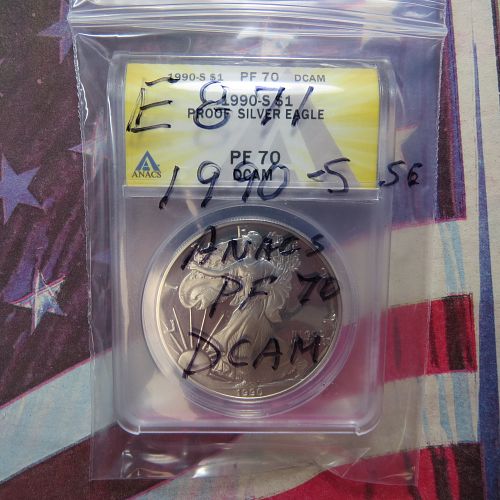 1990-S $1 PF 70 DCAM
E871
1990-S $1
PROOF SILVER EAGLE
PF 70
DCAM
ANACS
1990-S SE
ANACS
PF 70
DCAM
1990